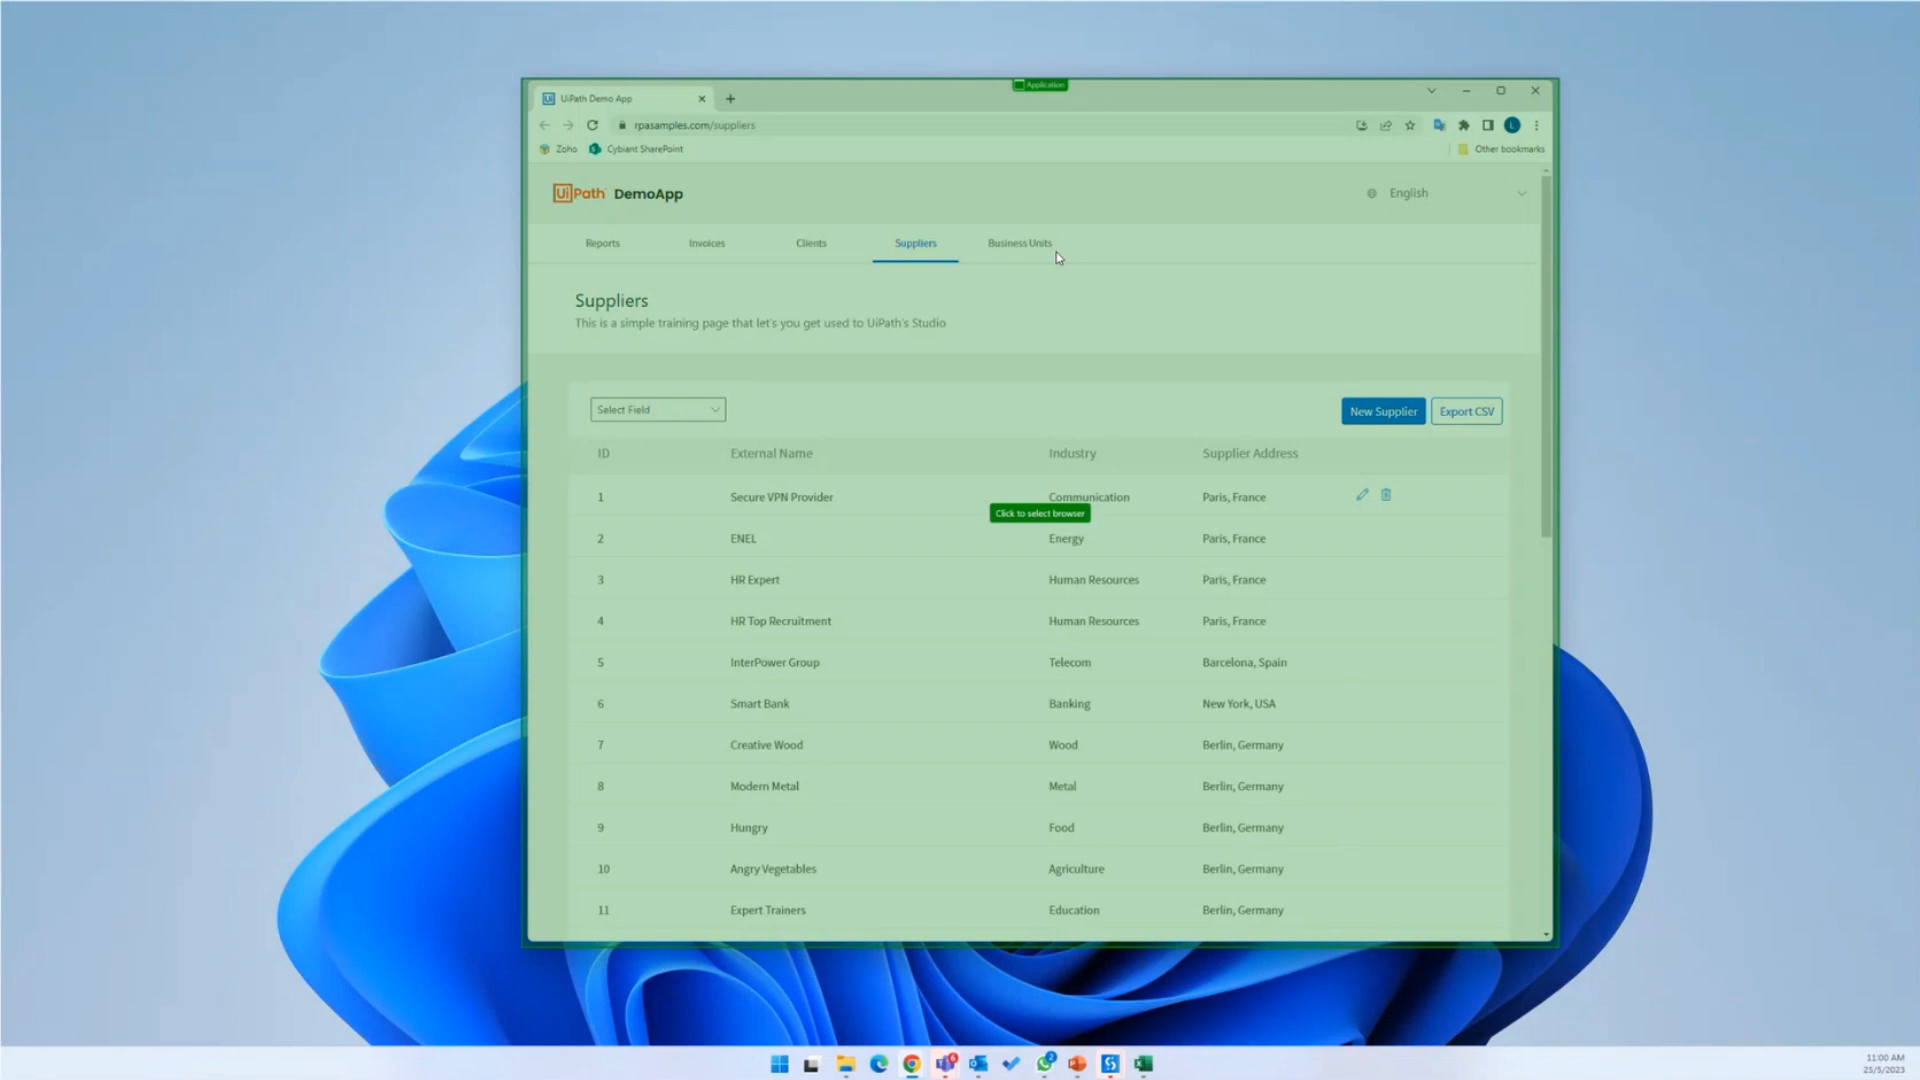 Application
UiPath Demo App
rpasamples.com/suppliers
Zoho Cybiant SharePoint Other bookmarks
UiPath DemoApp English
Reports Invoices Clients Suppliers Business Units
Suppliers
This is a simple training page that let's you get used to UiPath's Studio
Select Field New Supplier Export CSV
ID External Name Industry Supplier Address
1 Secure VPN Provider Communication Paris, France
Click to select browser
2 ENEL Energy Paris, France
3 HR Expert Human Resources Paris, France
4 HR Top Recruitment Human Resources Paris, France
5 InterPower Group Telecom Barcelona, Spain
6 Smart Bank Banking New York, USA
7 Creative Wood Wood Berlin, Germany
8 Modern Metal Metal Berlin, Germany
9 Hungry Food Berlin, Germany
10 Angry Vegetables Agriculture Berlin, Germany
11 Expert Trainers Education Berlin, Germany
11:00 AM
25/5/2023